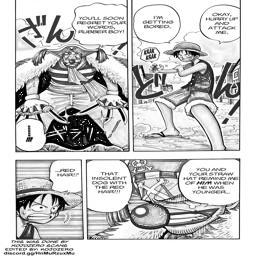 OKAY,
HURRY UP
AND
ATTACK
ME.
I'M
GETTING
BORED.
YOU'LL SOON
REGRET YOUR
WORDS,
RUBBER BOY!
ざん
YOU AND
YOUR STRAW
HAT REMIND
ME OF
HIM WHEN
HE WAS
YOUNGER...
THAT
INSOLENT
DOG WITH
THE RED
HAIR!!
...RED
HAIR!?
THIS WAS DONE BY
KOZOZERO SCANS
EDITED BY KOZOZERO